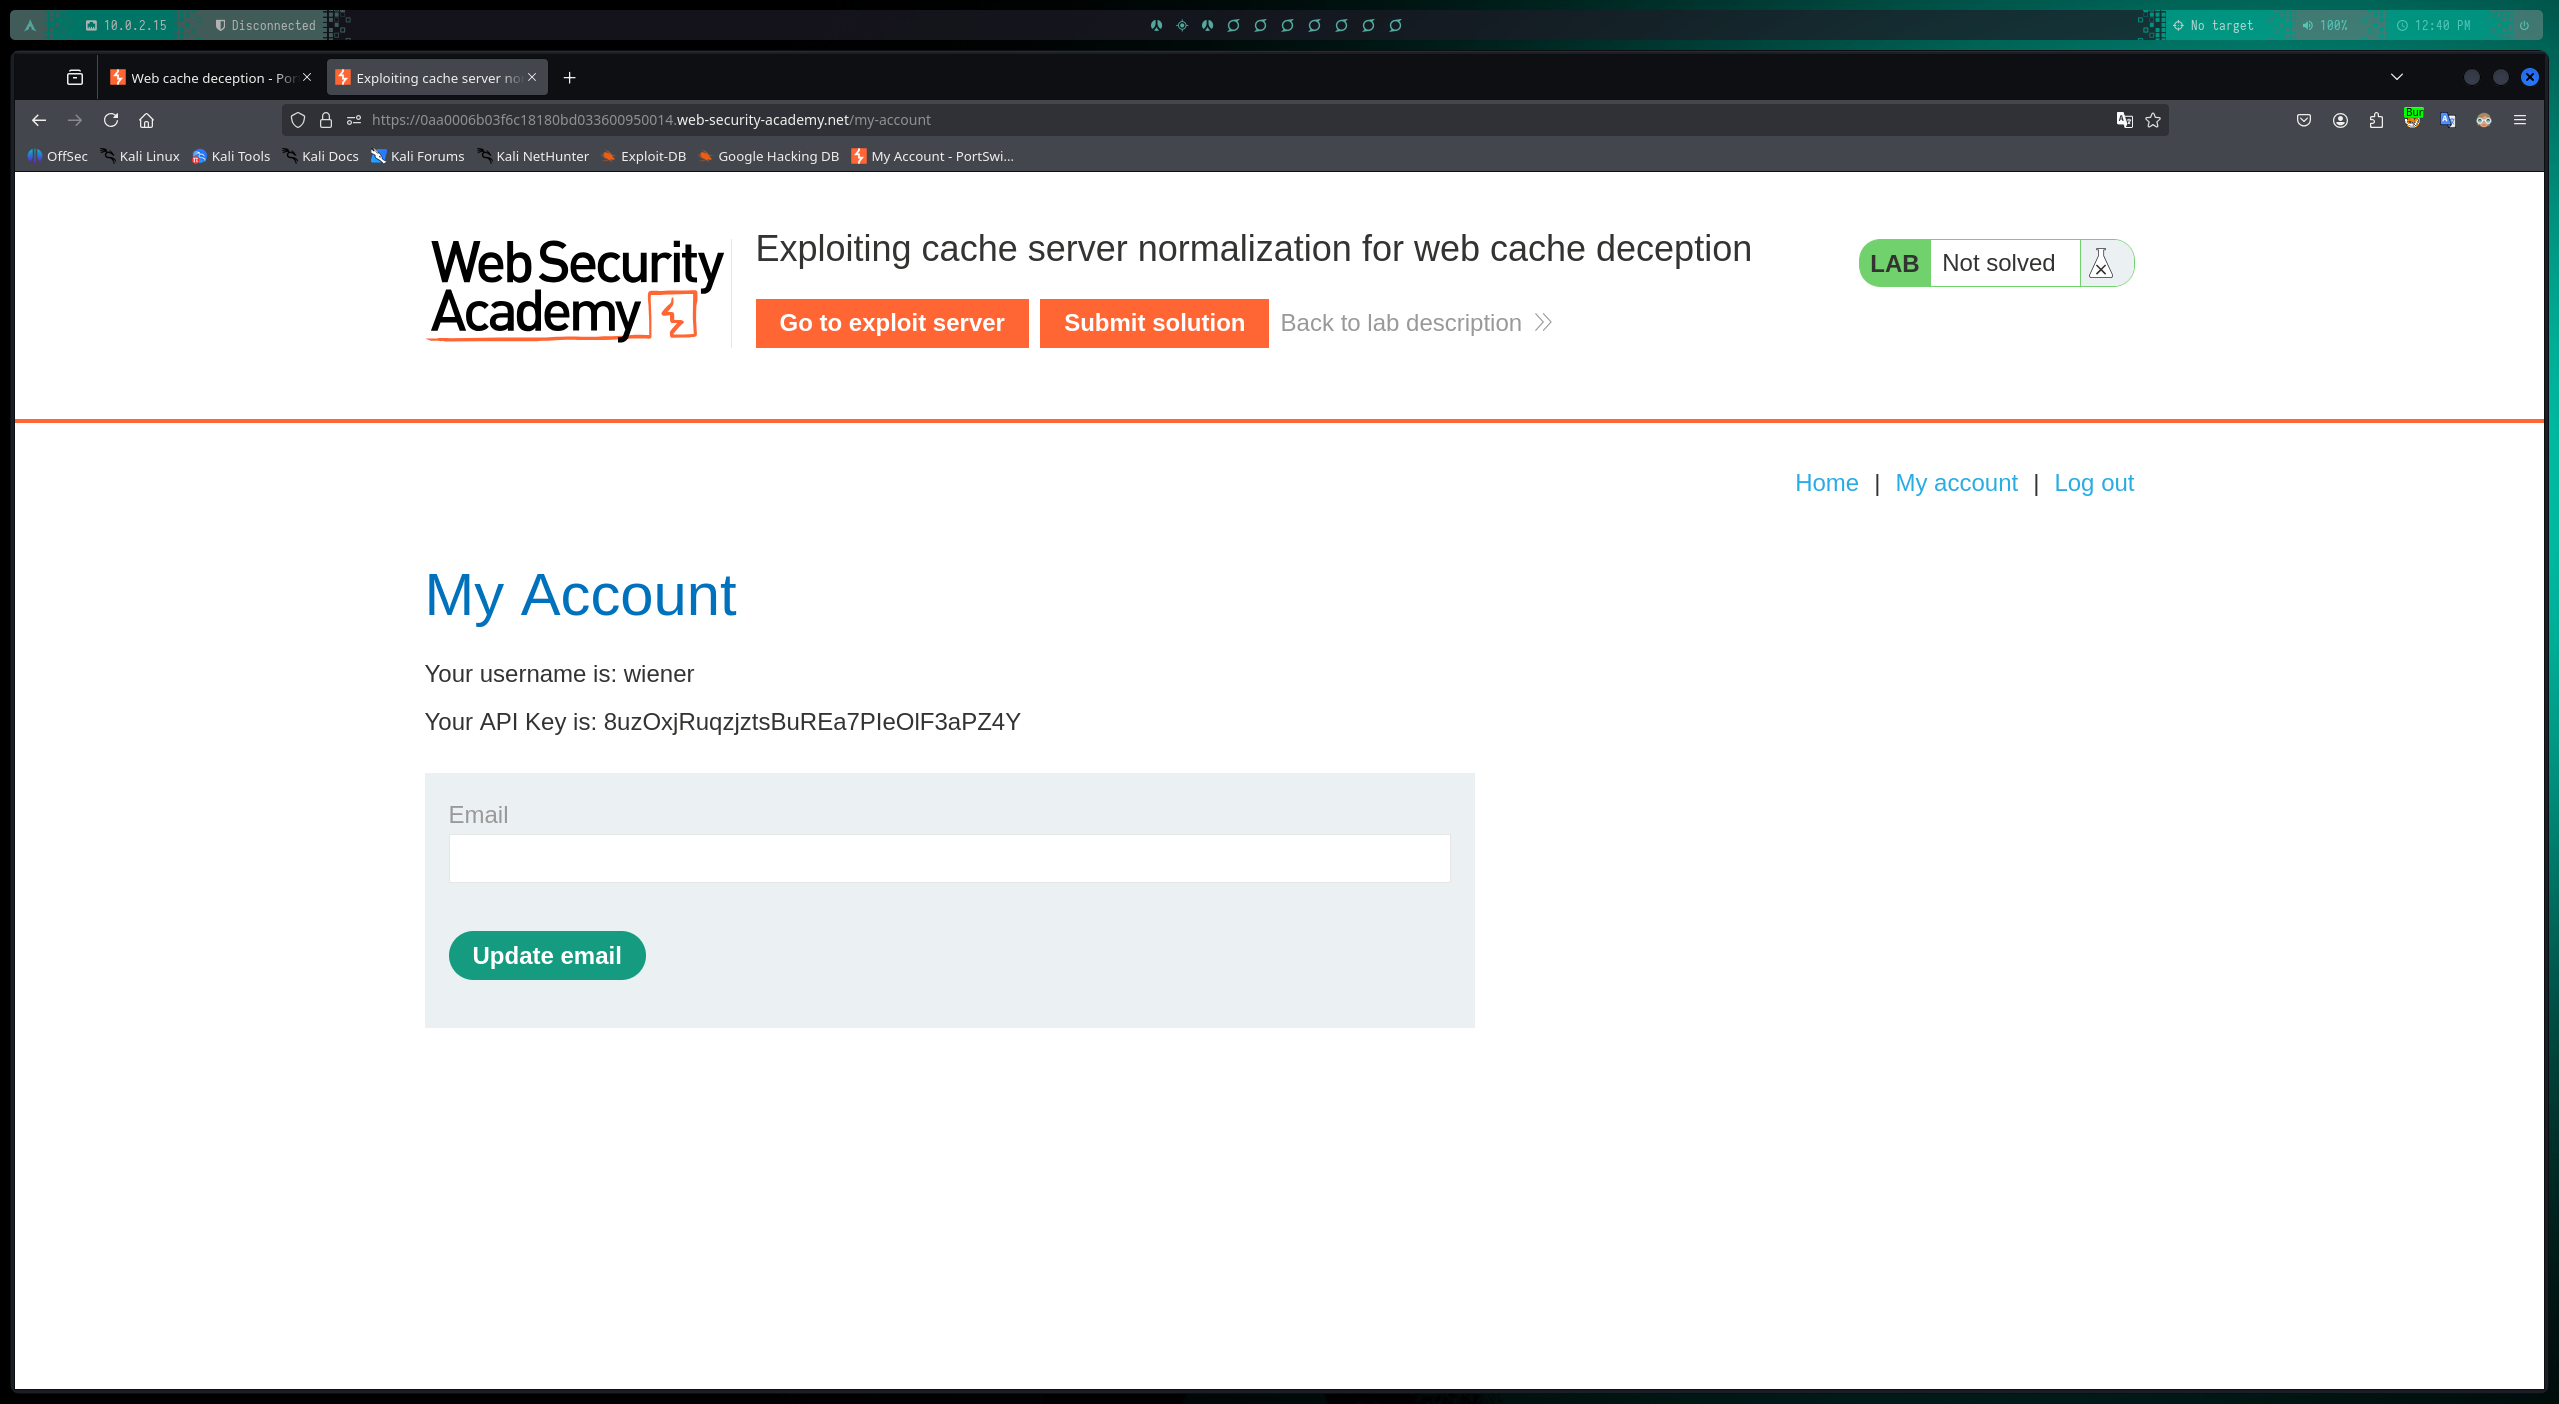 10.0.2.15 Disconnected No target 100% 12:40 PM
Web cache deception - Por Exploiting cache server no
https://0aa0006b03f6c18180bd033600950014.web-security-academy.net/my-account
Bur
OffSec Kali Linux Kali Tools Kali Docs Kali Forums Kali NetHunter Exploit-DB Google Hacking DB My Account - PortSwi...
Web Security
Academy
Exploiting cache server normalization for web cache deception
LAB Not solved
Go to exploit server Submit solution Back to lab description
Home | My account | Log out
My Account
Your username is: wiener
Your API Key is: 8uzOxjRuqzjztsBuREa7PIeOlF3aPZ4Y
Email
Update email